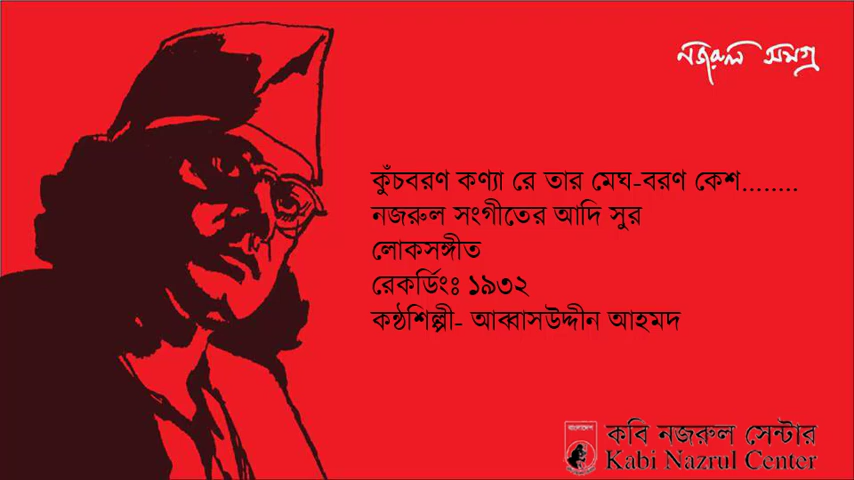 নজরুল সমগ্র
কুঁচবরণ কণ্যা রে তার মেঘ-বরণ কেশ........
নজরুল সংগীতের আদি সুর
লোকসঙ্গীত
রেকর্ডিংঃ ১৯৩২
কন্ঠশিল্পী- আব্বাসউদ্দীন আহমদ
বাংলাদেশ
কবি নজরুল সেন্টার
Kabi Nazrul Center